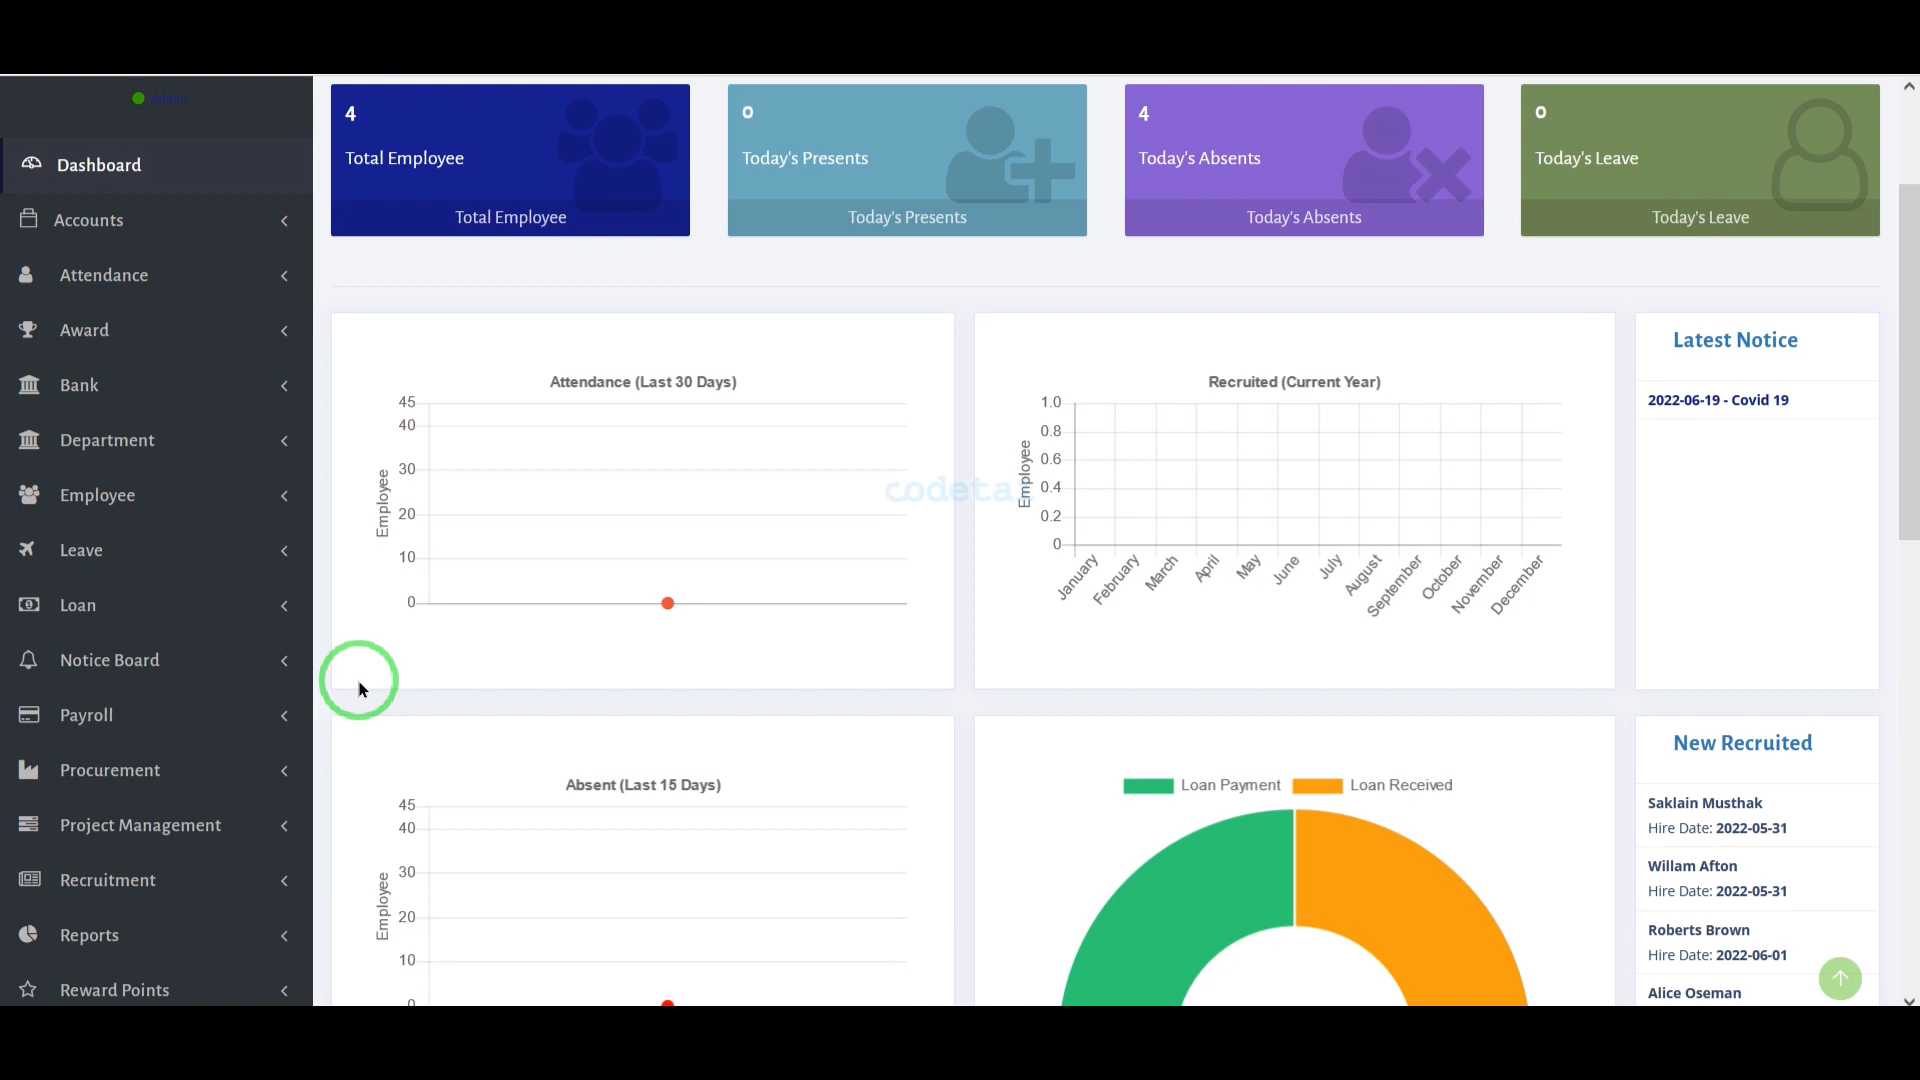 Admin
Dashboard
Accounts
Attendance
Award
Bank
Department
Employee
Leave
Loan
Notice Board
Payroll
Procurement
Project Management
Recruitment
Reports
Reward Points
4
Total Employee
Total Employee
0
Today's Presents
Today's Presents
4
Today's Absents
Today's Absents
0
Today's Leave
Today's Leave
Attendance (Last 30 Days)
45
40
30
20
10
0
Employee
Recruited (Current Year)
1.0
0.8
0.6
0.4
0.2
0
Employee
January
February
March
April
May
June
July
August
September
October
November
December
Latest Notice
2022-06-19 - Covid 19
Absent (Last 15 Days)
45
40
30
20
10
0
Employee
Loan Payment
Loan Received
New Recruited
Saklain Musthak
Hire Date: 2022-05-31
Willam Afton
Hire Date: 2022-05-31
Roberts Brown
Hire Date: 2022-06-01
Alice Oseman